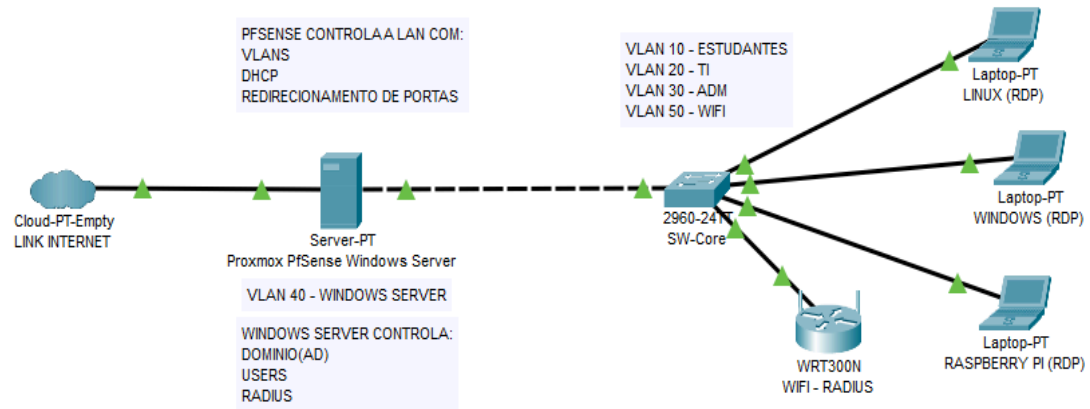 PFSENSE CONTROLA A LAN COM:
VLANS
DHCP
REDIRECIONAMENTO DE PORTAS
VLAN 10 - ESTUDANTES
VLAN 20 - TI
VLAN 30 - ADM
VLAN 50 - WIFI
Laptop-PT
LINUX (RDP)
Cloud-PT-Empty
LINK INTERNET
Server-PT
Proxmox PfSense Windows Server
2960-24TT
SW-Core
Laptop-PT
WINDOWS (RDP)
VLAN 40 - WINDOWS SERVER
WINDOWS SERVER CONTROLA:
DOMINIO(AD)
USERS
RADIUS
WRT300N
WIFI - RADIUS
Laptop-PT
RASPBERRY PI (RDP)